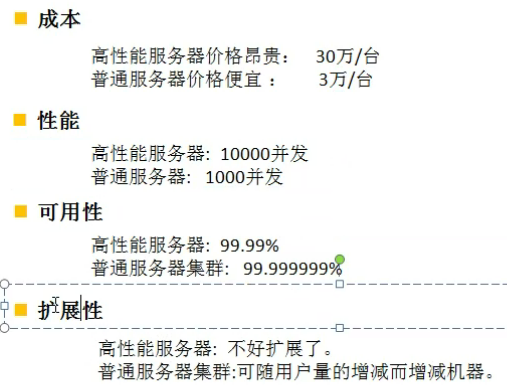 成本
高性能服务器价格昂贵： 30万/台
普通服务器价格便宜 ： 3万/台
性能
高性能服务器: 10000并发
普通服务器: 1000并发
可用性
高性能服务器: 99.99%
普通服务器集群: 99.999999%
扩展性
高性能服务器: 不好扩展了。
普通服务器集群:可随用户量的增减而增减机器。